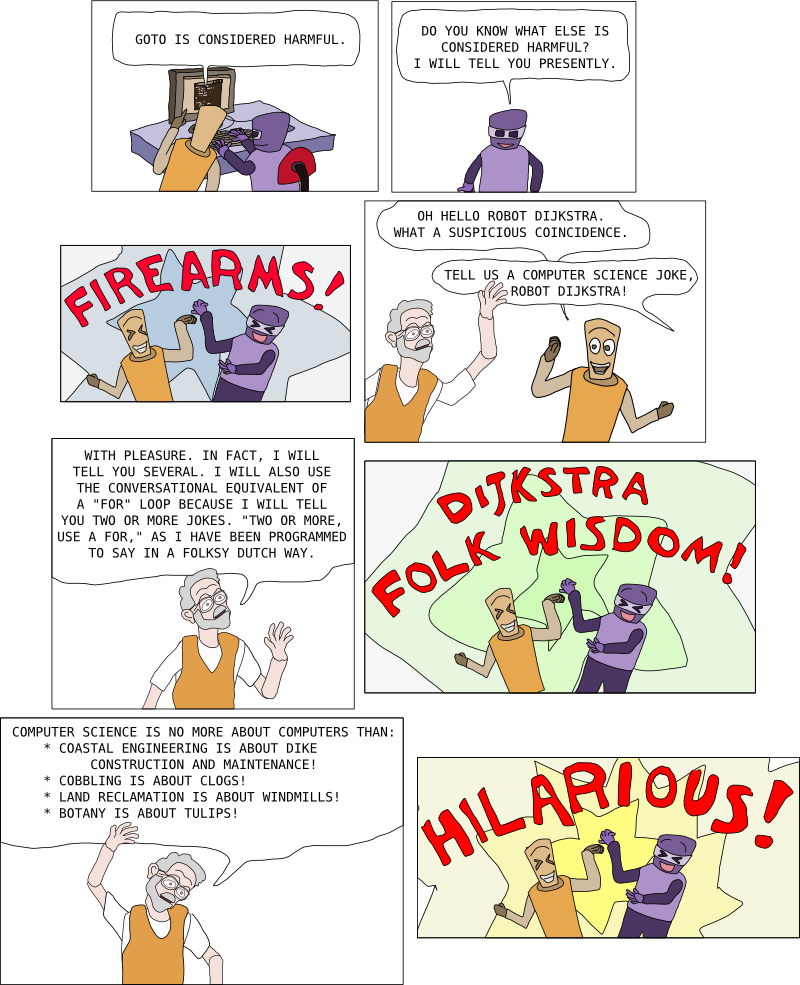 GOTO IS CONSIDERED HARMFUL.
DO YOU KNOW WHAT ELSE IS
CONSIDERED HARMFUL?
I WILL TELL YOU PRESENTLY.
FIREARMS!
OH HELLO ROBOT DIJKSTRA.
WHAT A SUSPICIOUS COINCIDENCE.
TELL US A COMPUTER SCIENCE JOKE,
ROBOT DIJKSTRA!
WITH PLEASURE. IN FACT, I WILL
TELL YOU SEVERAL. I WILL ALSO USE
THE CONVERSATIONAL EQUIVALENT OF
A "FOR" LOOP BECAUSE I WILL TELL
YOU TWO OR MORE JOKES. "TWO OR MORE,
USE A FOR," AS I HAVE BEEN PROGRAMMED
TO SAY IN A FOLKSY DUTCH WAY.
DIJKSTRA
FOLK WISDOM!
COMPUTER SCIENCE IS NO MORE ABOUT COMPUTERS THAN:
* COASTAL ENGINEERING IS ABOUT DIKE
CONSTRUCTION AND MAINTENANCE!
* COBBLING IS ABOUT CLOGS!
* LAND RECLAMATION IS ABOUT WINDMILLS!
* BOTANY IS ABOUT TULIPS!
HILARIOUS!